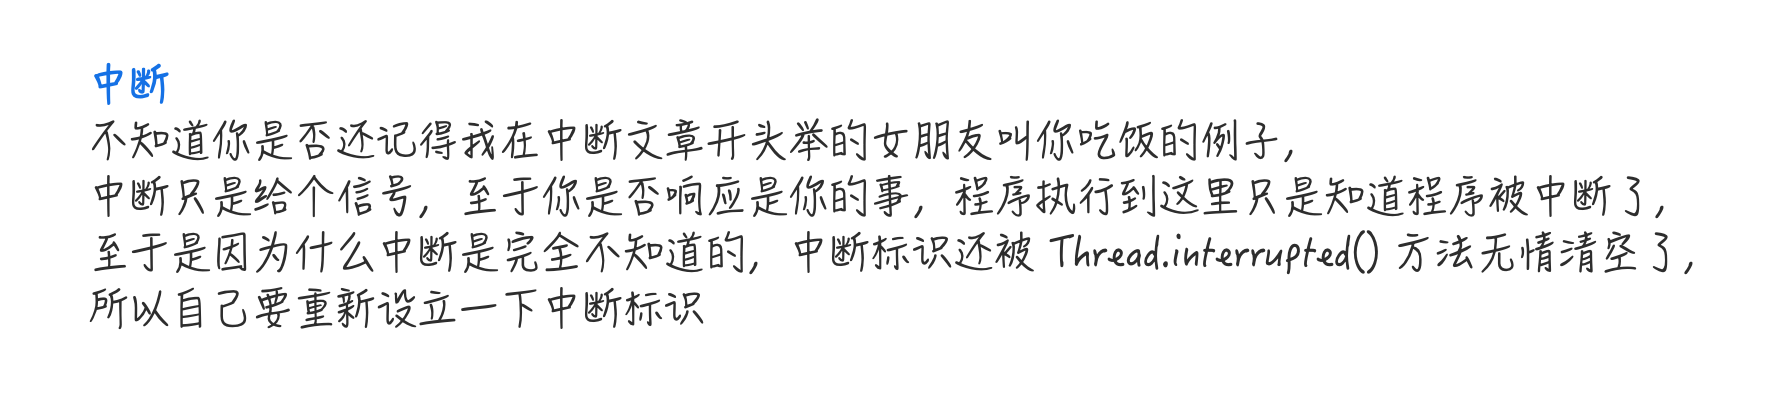 中断
不知道你是否还记得我在中断文章开头举的女朋友叫你吃饭的例子,
中断只是给个信号, 至于你是否响应是你的事, 程序执行到这里只是知道程序被中断了,
至于是因为什么中断是完全不知道的, 中断标识还被 Thread.interrupted() 方法无情清空了,
所以自己要重新设立一下中断标识